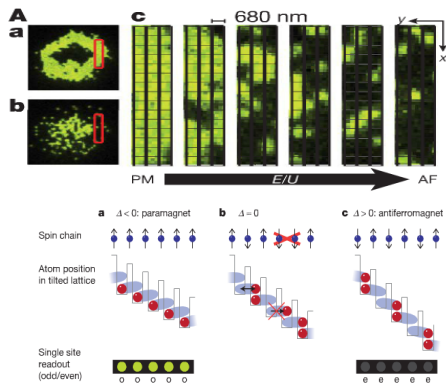 A
a
b
c
680 nm
y
x
PM
E/U
AF
a Δ < 0: paramagnet
b Δ = 0
c Δ > 0: antiferromagnet
Spin chain
Atom position
in tilted lattice
Single site
readout
(odd/even)
o o o o o
e e e e e